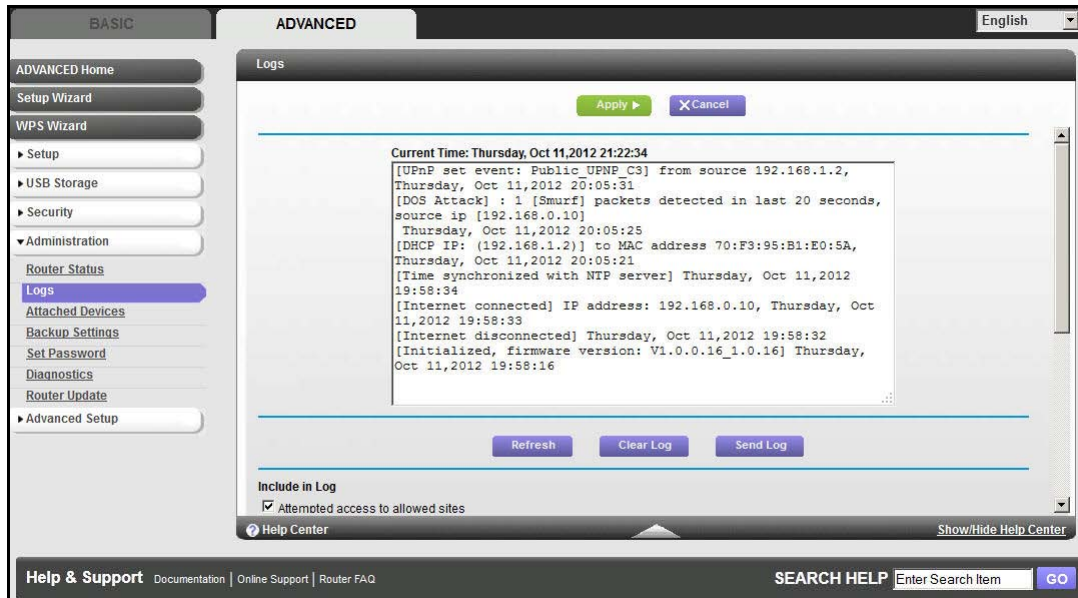 BASIC
ADVANCED
English
ADVANCED Home
Setup Wizard
WPS Wizard
Setup
USB Storage
Security
Administration
Router Status
Logs
Attached Devices
Backup Settings
Set Password
Diagnostics
Router Update
Advanced Setup
Logs
Apply
Cancel
Current Time: Thursday, Oct 11,2012 21:22:34
[UPnP set event: Public_UPNP_C3] from source 192.168.1.2,
Thursday, Oct 11,2012 20:05:31
[DOS Attack] : 1 [Smurf] packets detected in last 20 seconds,
source ip [192.168.0.10]
Thursday, Oct 11,2012 20:05:25
[DHCP IP: (192.168.1.2)] to MAC address 70:F3:95:B1:E0:5A,
Thursday, Oct 11,2012 20:05:21
[Time synchronized with NTP server] Thursday, Oct 11,2012
19:58:34
[Internet connected] IP address: 192.168.0.10, Thursday, Oct
11,2012 19:58:33
[Internet disconnected] Thursday, Oct 11,2012 19:58:32
[Initialized, firmware version: V1.0.0.16_1.0.16] Thursday,
Oct 11,2012 19:58:16
Refresh
Clear Log
Send Log
Include in Log
Attempted access to allowed sites
Help Center
Show/Hide Help Center
Help & Support Documentation | Online Support | Router FAQ
SEARCH HELP Enter Search Item GO